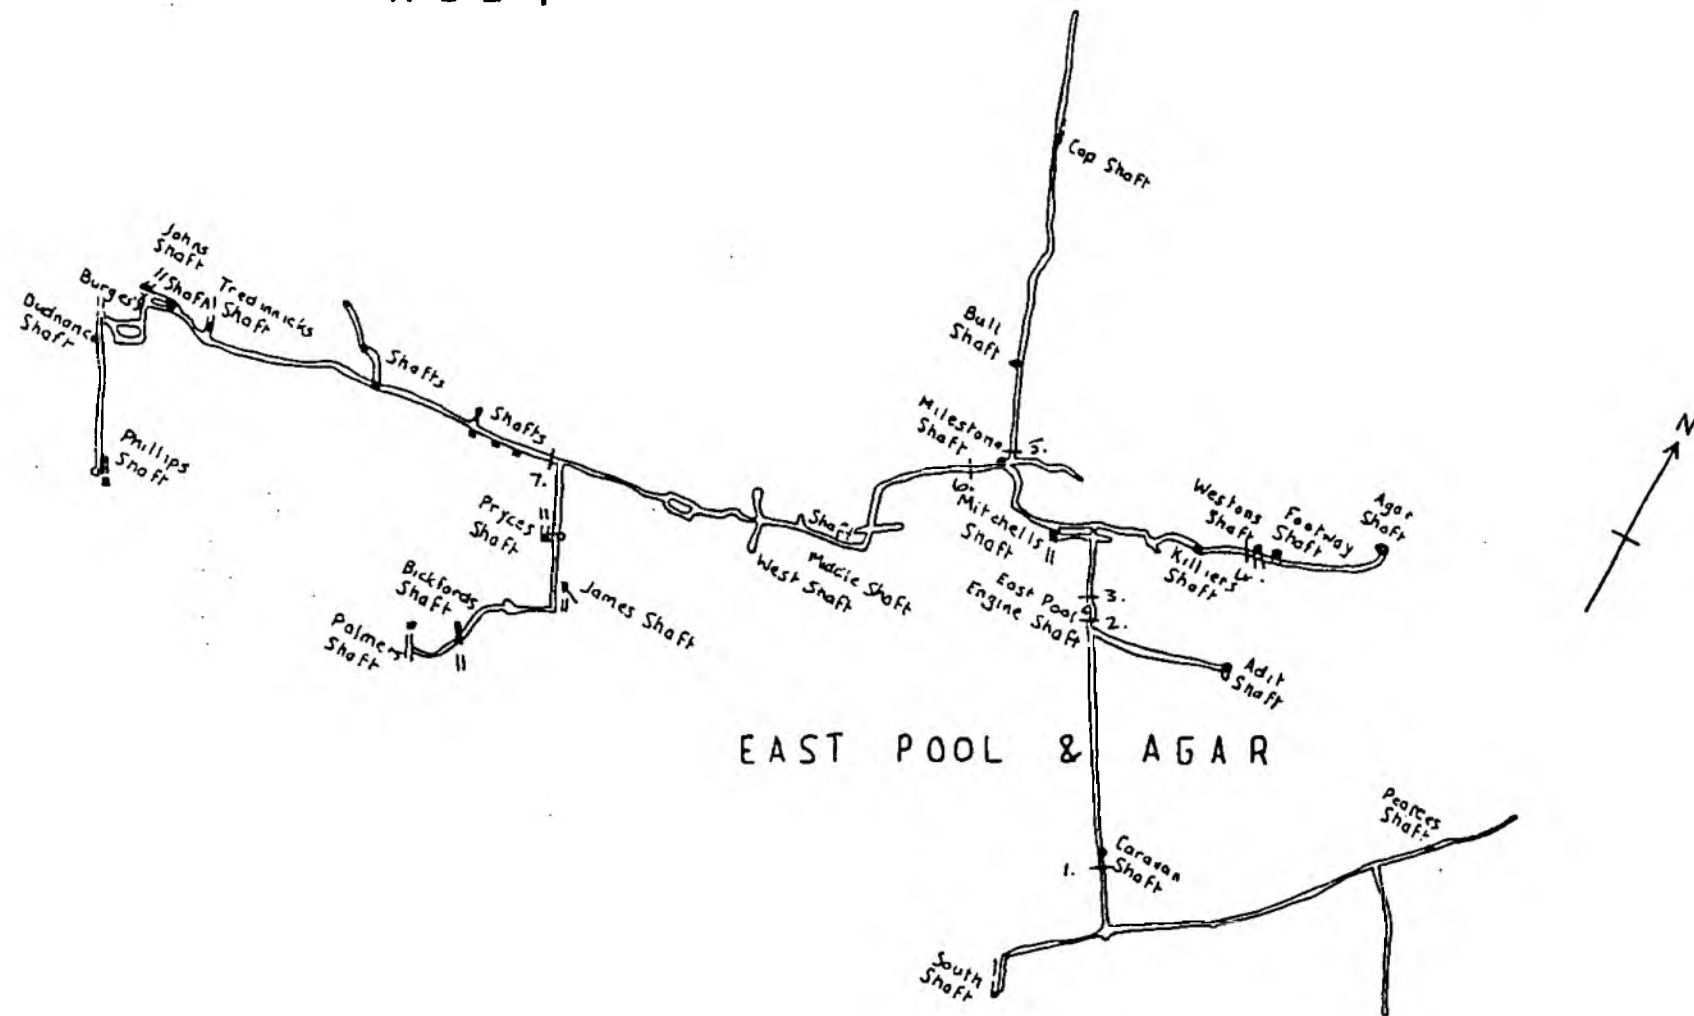 N
Cap Shaft
Johns
Shaft
Burges's
Shaft
Tredinnicks
Shaft
Dudnance
Shaft
Shafts
Bull
Shaft
Shafts
Milestone
Shaft
5.
Phillips
Shaft
7.
6.
Mitchells
Shaft
Westons
Shaft
Footway
Shaft
Agar
Shaft
Pryces
Shaft
Shaft
Middle Shaft
West Shaft
Killiers
Shaft
4.
Bickfords
Shaft
James Shaft
East Pool
Engine Shaft
3.
2.
Palmers
Shaft
Adit
Shaft
EAST POOL & AGAR
Pearces
Shaft
1.
Caravan
Shaft
South
Shaft